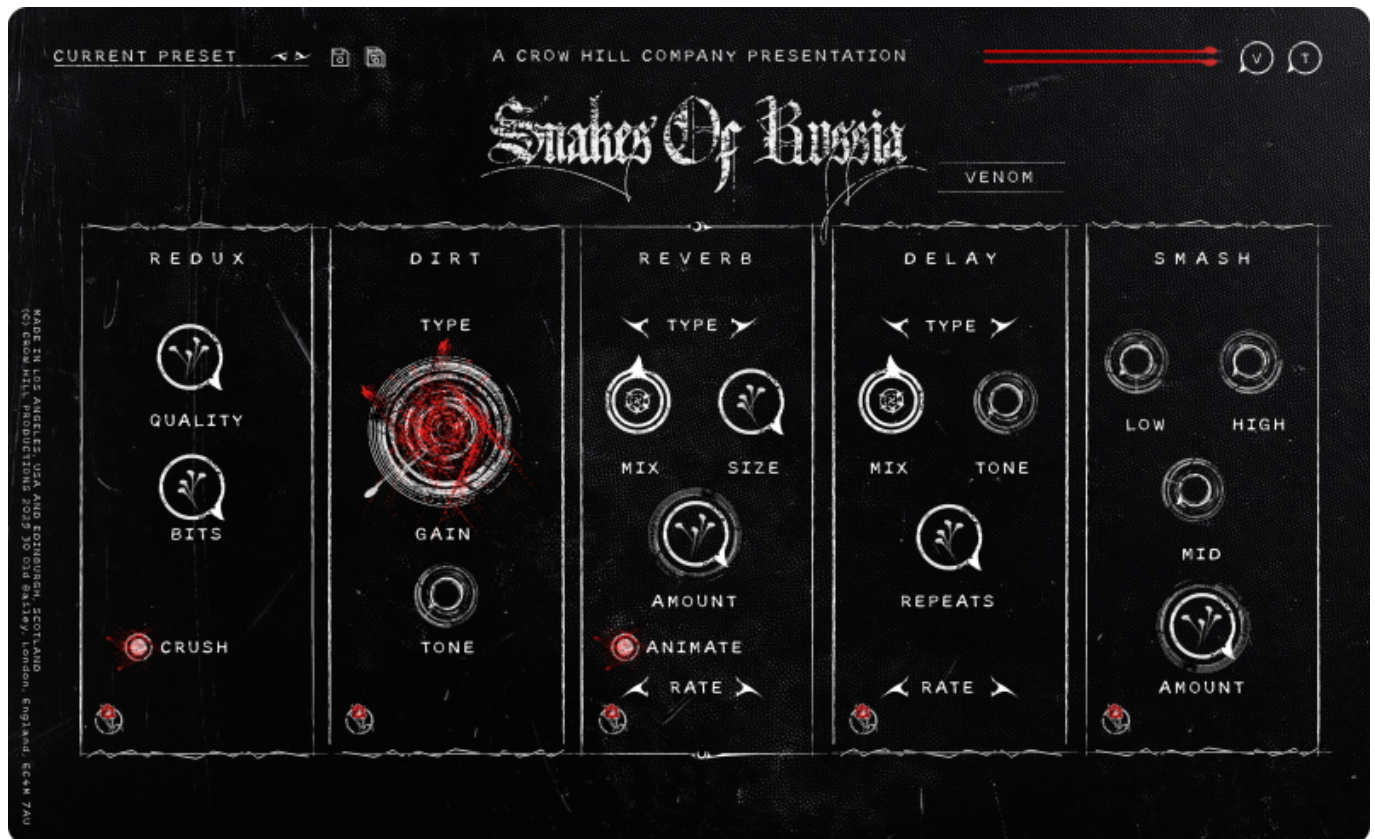 CURRENT PRESET
A CROW HILL COMPANY PRESENTATION
V
T
Snakes Of Russia
VENOM
REDUX
QUALITY
BITS
CRUSH
DIRT
TYPE
GAIN
TONE
REVERB
TYPE
MIX SIZE
AMOUNT
ANIMATE
RATE
DELAY
TYPE
MIX TONE
REPEATS
RATE
SMASH
LOW HIGH
MID
AMOUNT
MADE IN LOS ANGELES, USA AND EDINBURGH, SCOTLAND
(C) CROW HILL PRODUCTIONS 2025 30 Old Bailey, London, England, EC4M 7AU